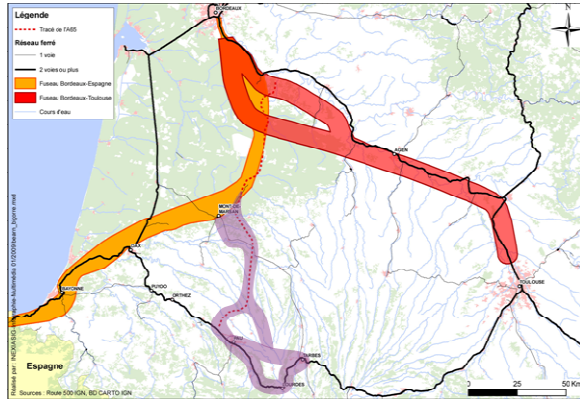 Légende
Tracé de l'A65
Réseau ferré
1 voie
2 voies ou plus
Fuseau Bordeaux-Espagne
Fuseau Bordeaux-Toulouse
Cours d'eau
BORDEAUX
N
AGEN
MONT-DE-
MARSAN
DAX
BAYONNE
PUYOO
ORTHEZ
TOULOUSE
PAU
TARBES
LOURDES
Espagne
0 25 50 Km
Sources : Route 500 IGN, BD CARTO IGN